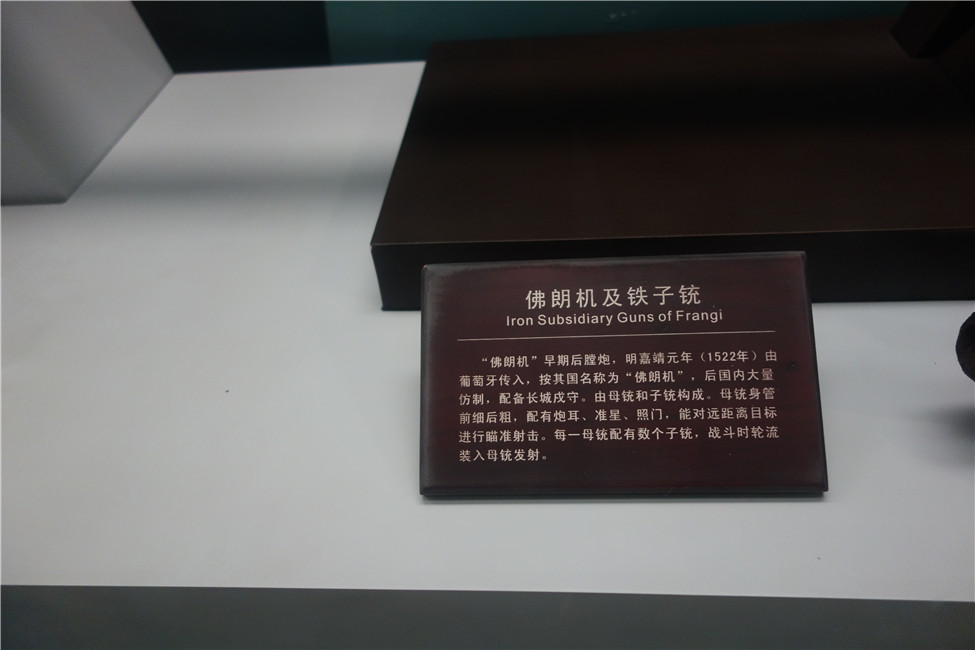 佛朗机及铁子铳
Iron Subsidiary Guns of Frangi
“佛朗机”早期后膛炮，明嘉靖元年（1522年）由
葡萄牙传入，按其国名称为“佛朗机”，后国内大量
仿制，配备长城戍守。由母铳和子铳构成。母铳身管
前细后粗，配有炮耳、准星、照门，能对远距离目标
进行瞄准射击。每一母铳配有数个子铳，战斗时轮流
装入母铳发射。